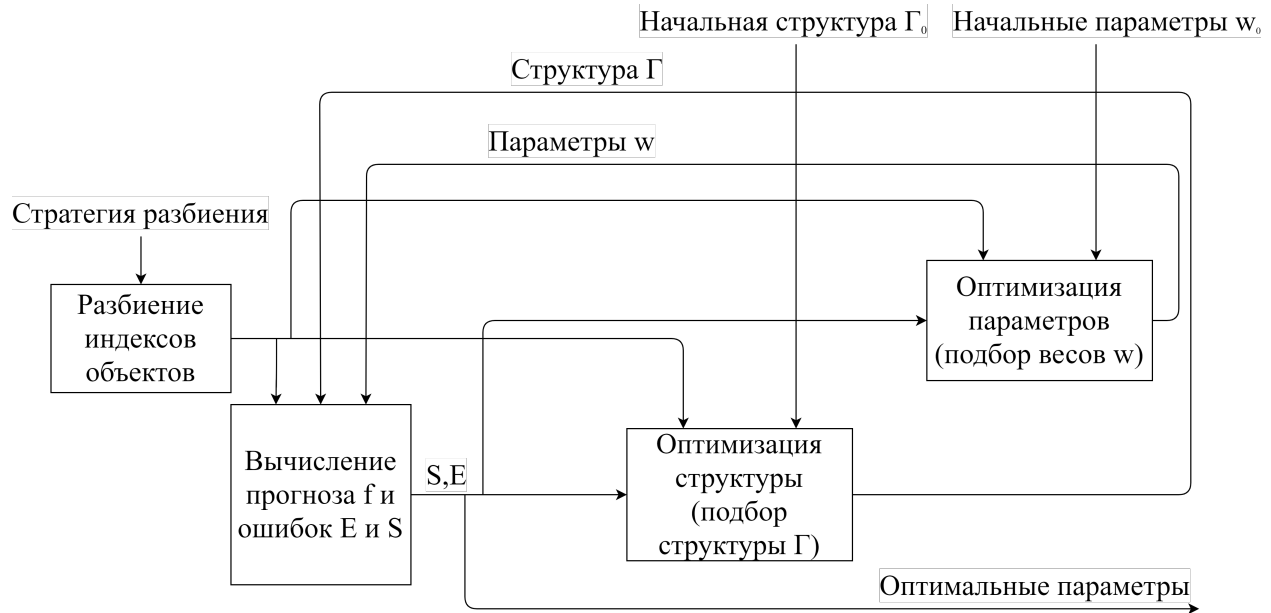 Начальная структура Г₀
Начальные параметры w₀
Структура Г
Параметры w
Стратегия разбиения
Разбиение
индексов
объектов
Оптимизация
параметров
(подбор весов w)
Вычисление
прогноза f и
ошибок E и S
S,E
Оптимизация
структуры
(подбор
структуры Г)
Оптимальные параметры